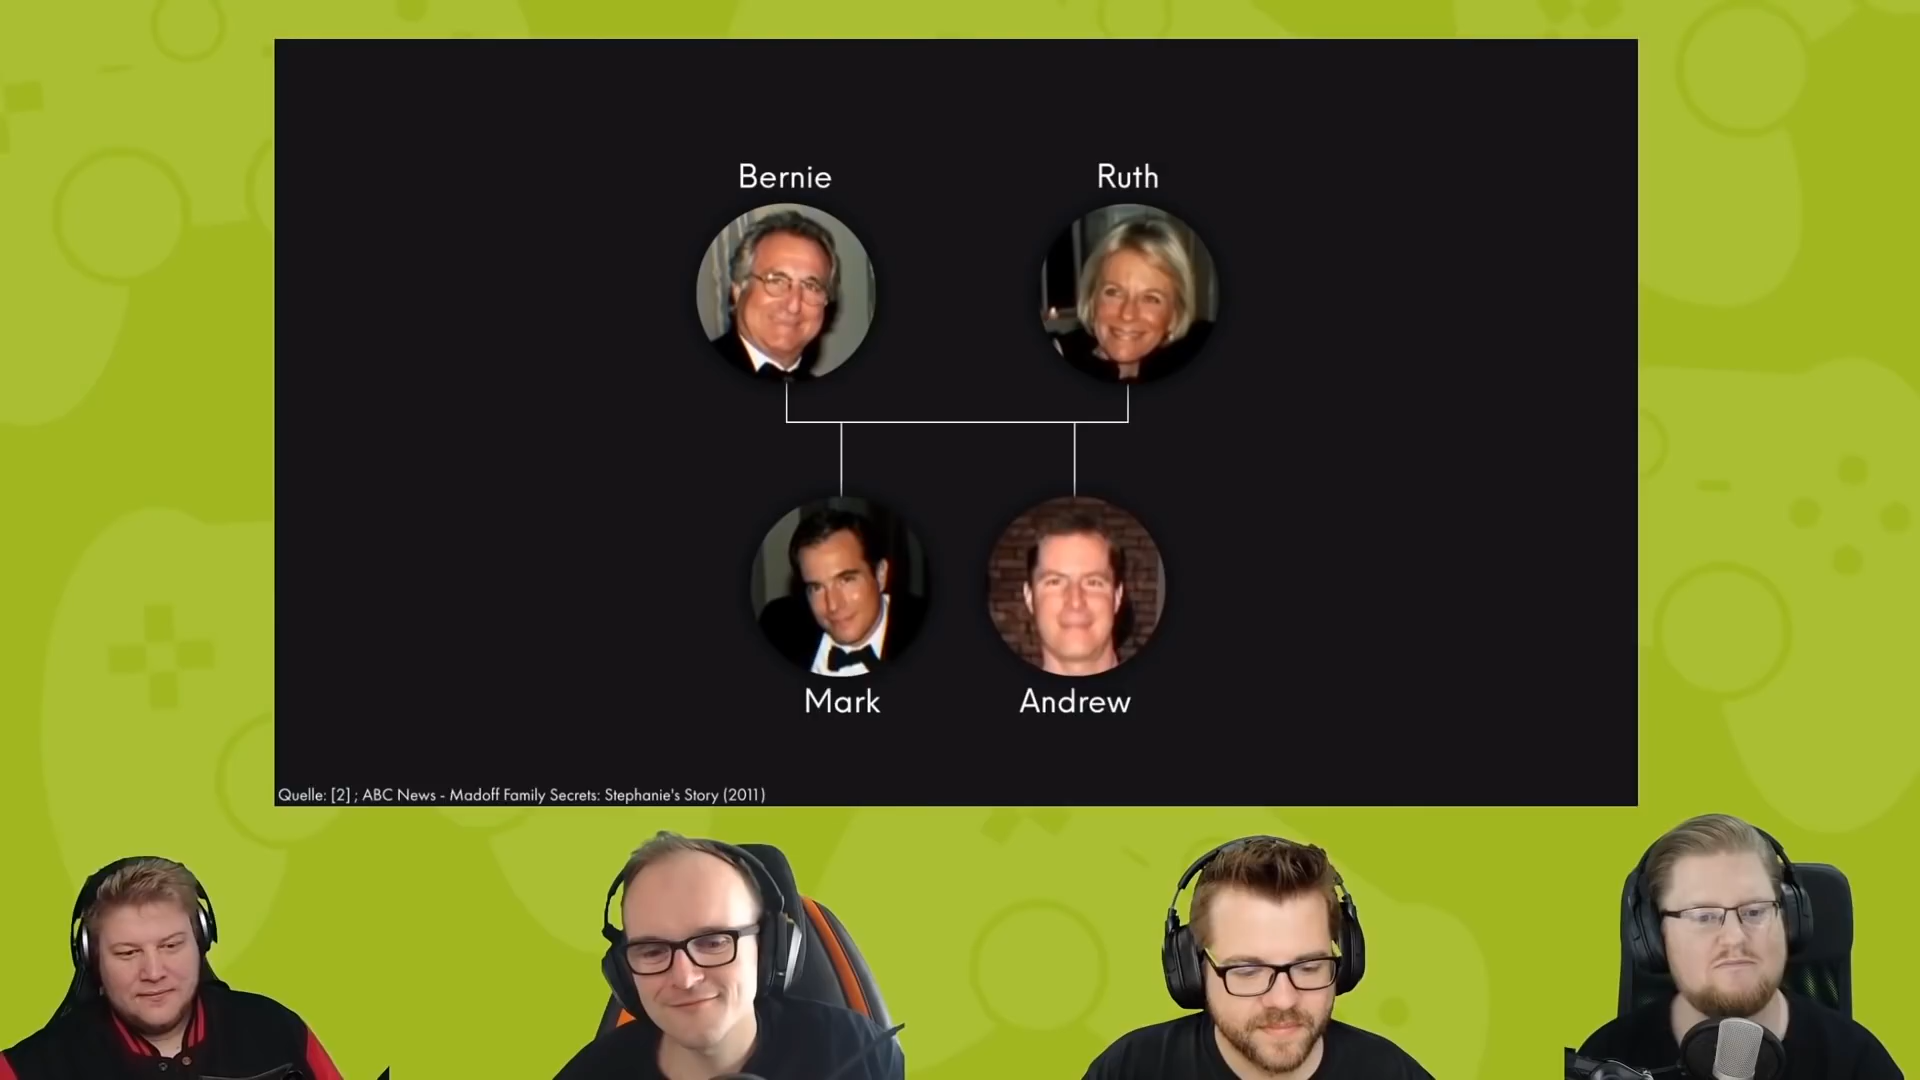 Bernie
Ruth
Mark
Andrew
Quelle: [2] ; ABC News - Madoff Family Secrets: Stephanie's Story (2011)